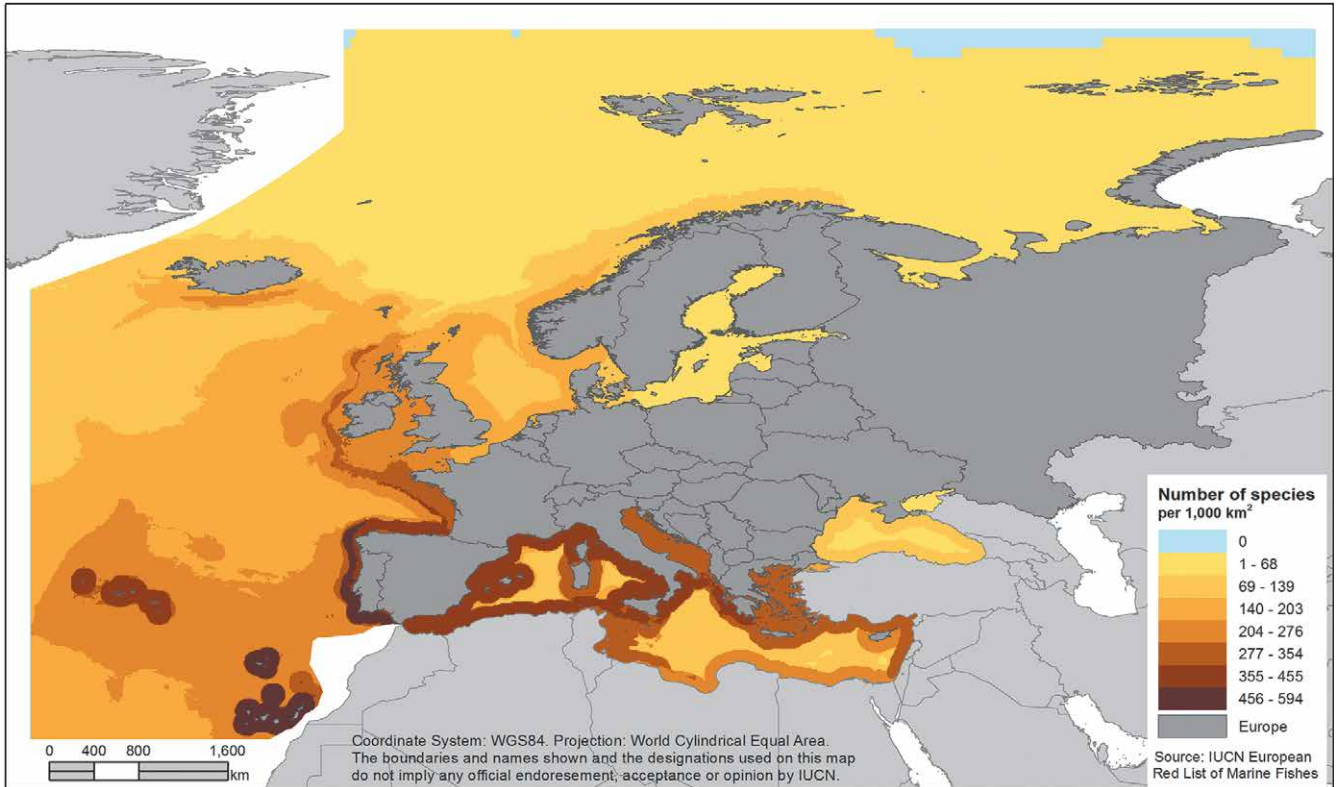 Number of species
per 1,000 km²
0
1 - 68
69 - 139
140 - 203
204 - 276
277 - 354
355 - 455
456 - 594
Europe
Source: IUCN European
Red List of Marine Fishes
0 400 800 1,600
km
Coordinate System: WGS84. Projection: World Cylindrical Equal Area.
The boundaries and names shown and the designations used on this map
do not imply any official endoresement, acceptance or opinion by IUCN.